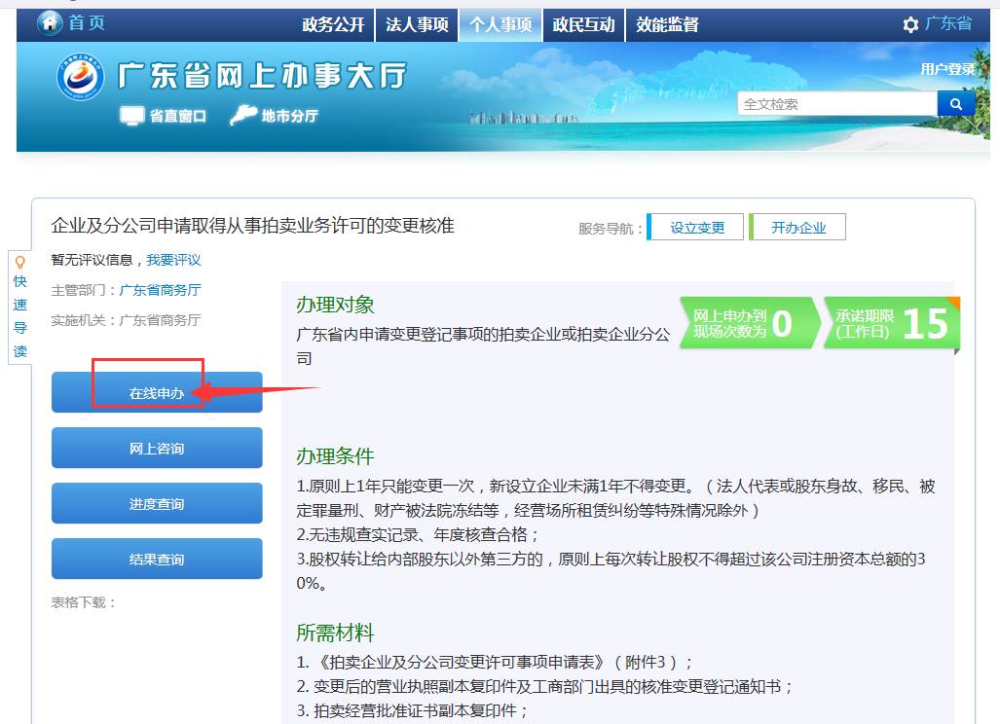 首页 政务公开 法人事项 个人事项 政民互动 效能监督 广东省
广东省网上办事大厅
用户登录
省直窗口 地市分厅
全文检索
企业及分公司申请取得从事拍卖业务许可的变更核准
服务导航： 设立变更 开办企业
暂无评议信息，我要评议
主管部门：广东省商务厅
实施机关：广东省商务厅
快
速
导
读
在线申办
网上咨询
进度查询
结果查询
表格下载：
办理对象
广东省内申请变更登记事项的拍卖企业或拍卖企业分公
司
网上申办到
现场次数为 0
承诺期限
(工作日) 15
办理条件
1.原则上1年只能变更一次，新设立企业未满1年不得变更。（法人代表或股东身故、移民、被
定罪量刑、财产被法院冻结等，经营场所租赁纠纷等特殊情况除外）
2.无违规查实记录、年度核查合格；
3.股权转让给内部股东以外第三方的，原则上每次转让股权不得超过该公司注册资本总额的3
0%。
所需材料
1. 《拍卖企业及分公司变更许可事项申请表》（附件3）；
2. 变更后的营业执照副本复印件及工商部门出具的核准变更登记通知书；
3. 拍卖经营批准证书副本复印件；